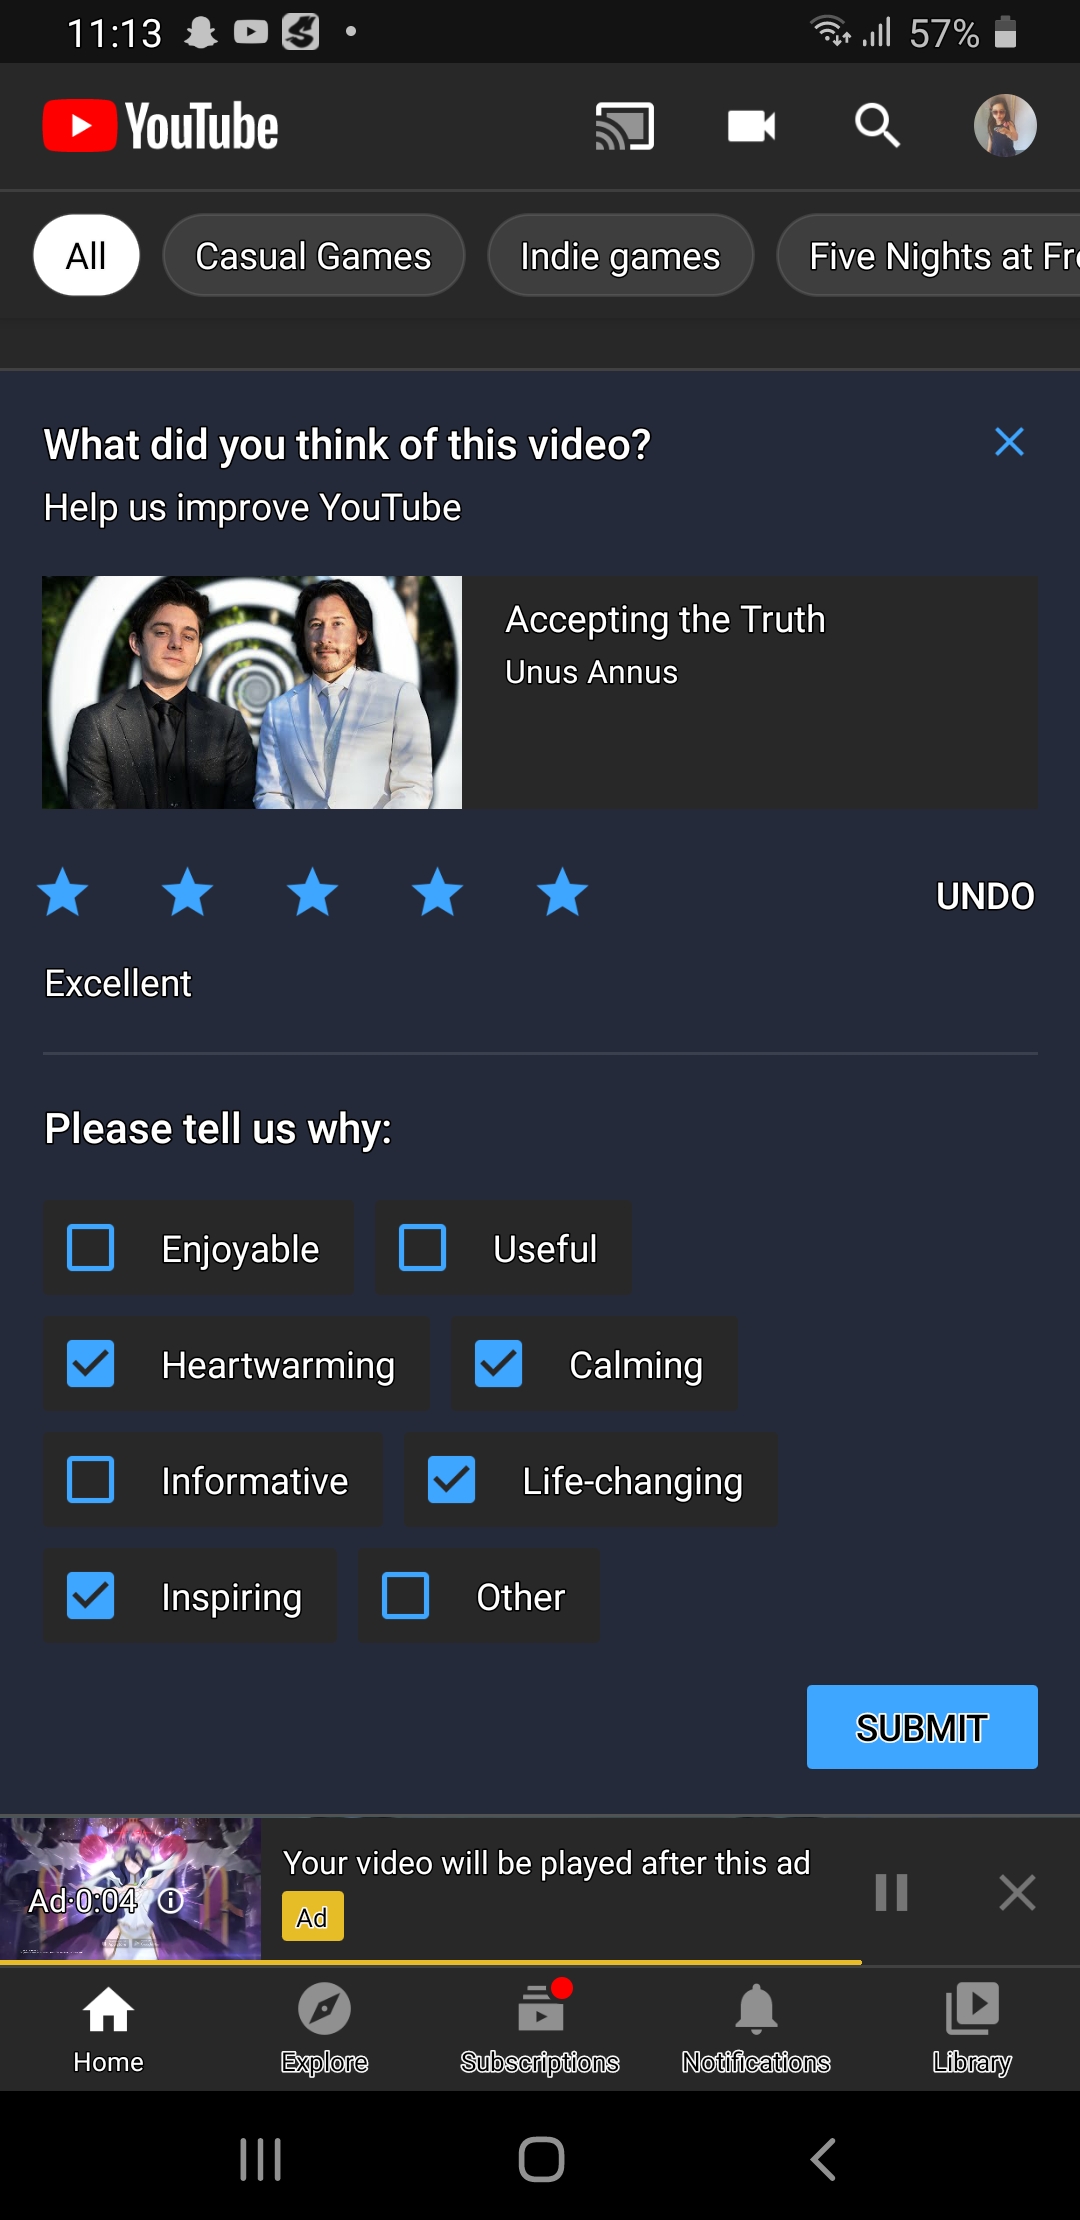 11:13
57%
YouTube
All
Casual Games
Indie games
Five Nights at Fre
What did you think of this video?
Help us improve YouTube
Accepting the Truth
Unus Annus
UNDO
Excellent
Please tell us why:
Enjoyable
Useful
Heartwarming
Calming
Informative
Life-changing
Inspiring
Other
SUBMIT
Your video will be played after this ad
Ad·0:04
Ad
Home
Explore
Subscriptions
Notifications
Library